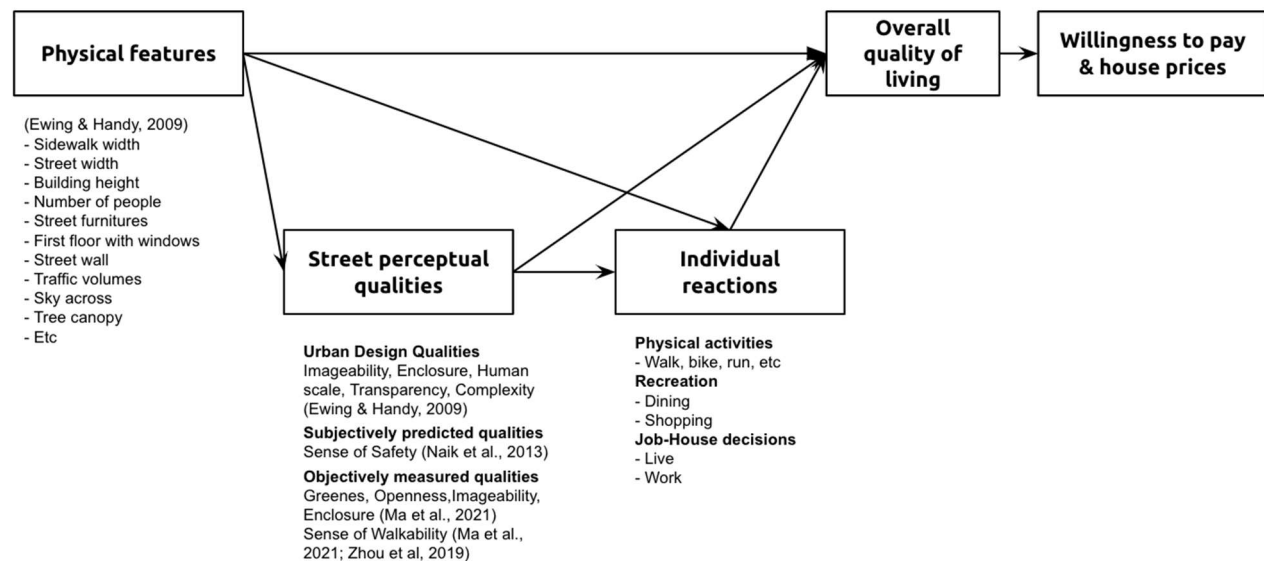 Physical features
Overall
quality of
living
Willingness to pay
& house prices
(Ewing & Handy, 2009)
- Sidewalk width
- Street width
- Building height
- Number of people
- Street furnitures
- First floor with windows
- Street wall
- Traffic volumes
- Sky across
- Tree canopy
- Etc
Street perceptual
qualities
Individual
reactions
Urban Design Qualities
Imageability, Enclosure, Human
scale, Transparency, Complexity
(Ewing & Handy, 2009)
Subjectively predicted qualities
Sense of Safety (Naik et al., 2013)
Objectively measured qualities
Greenes, Openness,Imageability,
Enclosure (Ma et al., 2021)
Sense of Walkability (Ma et al.,
2021; Zhou et al, 2019)
Physical activities
- Walk, bike, run, etc
Recreation
- Dining
- Shopping
Job-House decisions
- Live
- Work